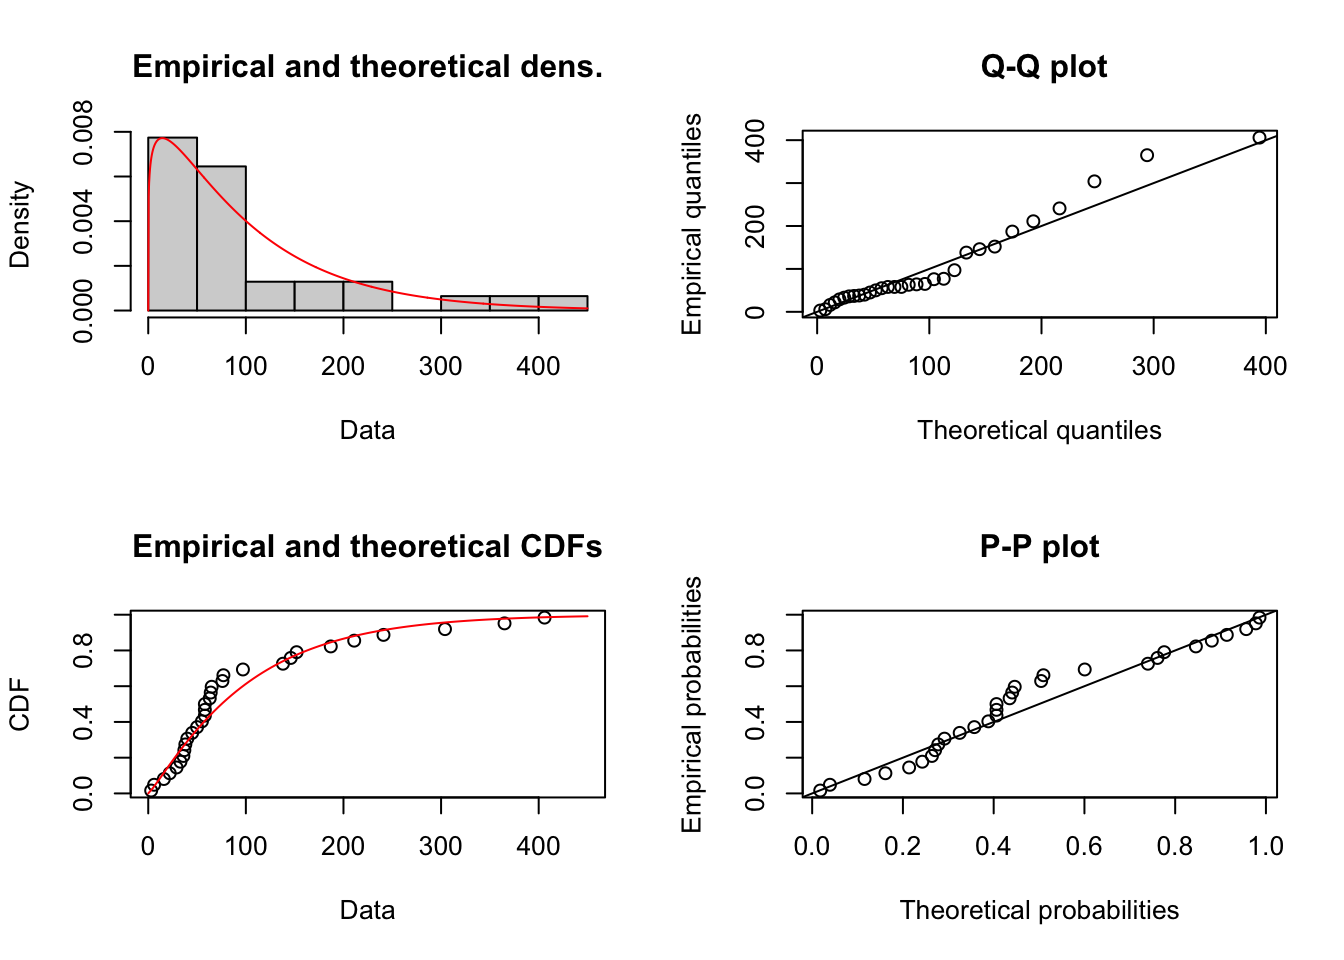 Empirical and theoretical dens.
Density
0.000 0.004 0.008
0 100 200 300 400
Data
Q-Q plot
Empirical quantiles
0 200 400
0 100 200 300 400
Theoretical quantiles
Empirical and theoretical CDFs
CDF
0.0 0.4 0.8
0 100 200 300 400
Data
P-P plot
Empirical probabilities
0.0 0.4 0.8
0.0 0.2 0.4 0.6 0.8 1.0
Theoretical probabilities